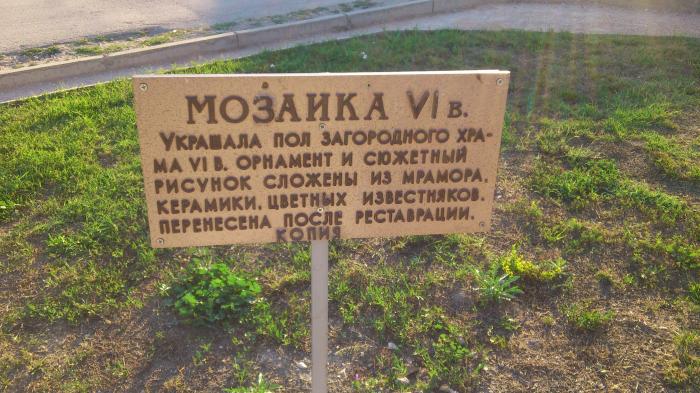 МОЗАИКА VI В.
УКРАШАЛА ПОЛ ЗАГОРОДНОГО ХРА-
МА VI В. ОРНАМЕНТ И СЮЖЕТНЫЙ
РИСУНОК СЛОЖЕНЫ ИЗ МРАМОРА,
КЕРАМИКИ, ЦВЕТНЫХ ИЗВЕСТНЯКОВ.
ПЕРЕНЕСЕНА ПОСЛЕ РЕСТАВРАЦИИ.
КОПИЯ